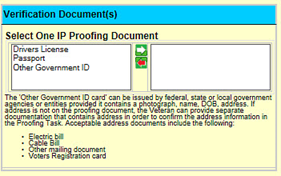 Verification Document(s)
Select One IP Proofing Document
Drivers License
Passport
Other Government ID
The 'Other Government ID card' can be issued by federal, state or local government
agencies or entities provided it contains a photograph, name, DOB, address. If
address is not on the proofing document, the Veteran can provide separate
documentation that contains address in order to confirm the address information in
the Proofing Task. Acceptable address documents include the following:
Electric bill
Cable Bill
Other mailing document
Voters Registration card